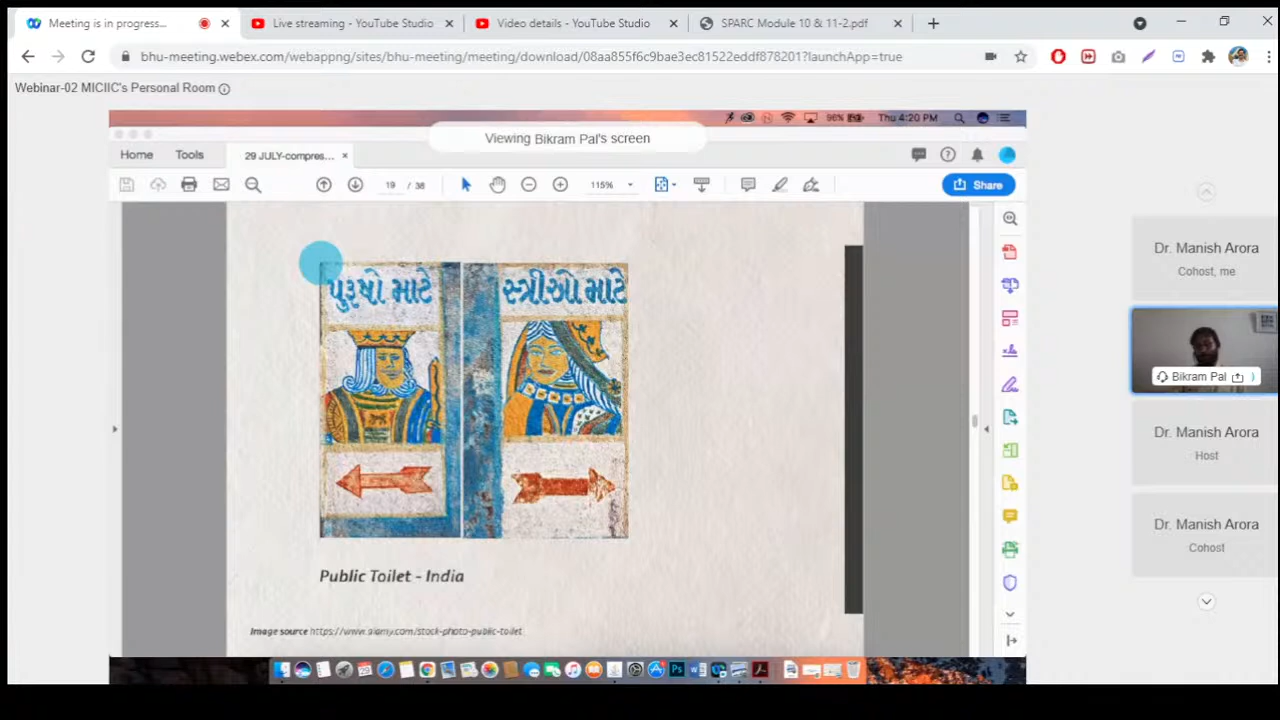 Meeting is in progress...
Live streaming - YouTube Studio
Video details - YouTube Studio
SPARC Module 10 & 11-2.pdf
bhu-meeting.webex.com/webappng/sites/bhu-meeting/meeting/download/08aa855f6c9bae3ec81522eddf878201?launchApp=true
Webinar-02 MICIIC's Personal Room
96%
Thu 4:20 PM
Viewing Bikram Pal's screen
Home
Tools
29 JULY-compres...
19 / 38
115%
Share
પુરૂષો માટે
સ્ત્રીઓ માટે
Public Toilet - India
Image source https://www.alamy.com/stock-photo-public-toilet
Dr. Manish Arora
Cohost, me
Bikram Pal
Dr. Manish Arora
Host
Dr. Manish Arora
Cohost